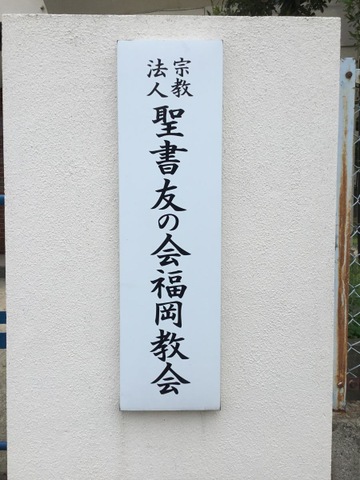 宗教
法人
聖書友の会福岡教会